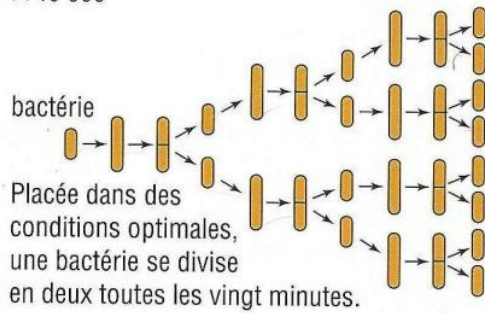 bactérie
Placée dans des
conditions optimales,
une bactérie se divise
en deux toutes les vingt minutes.